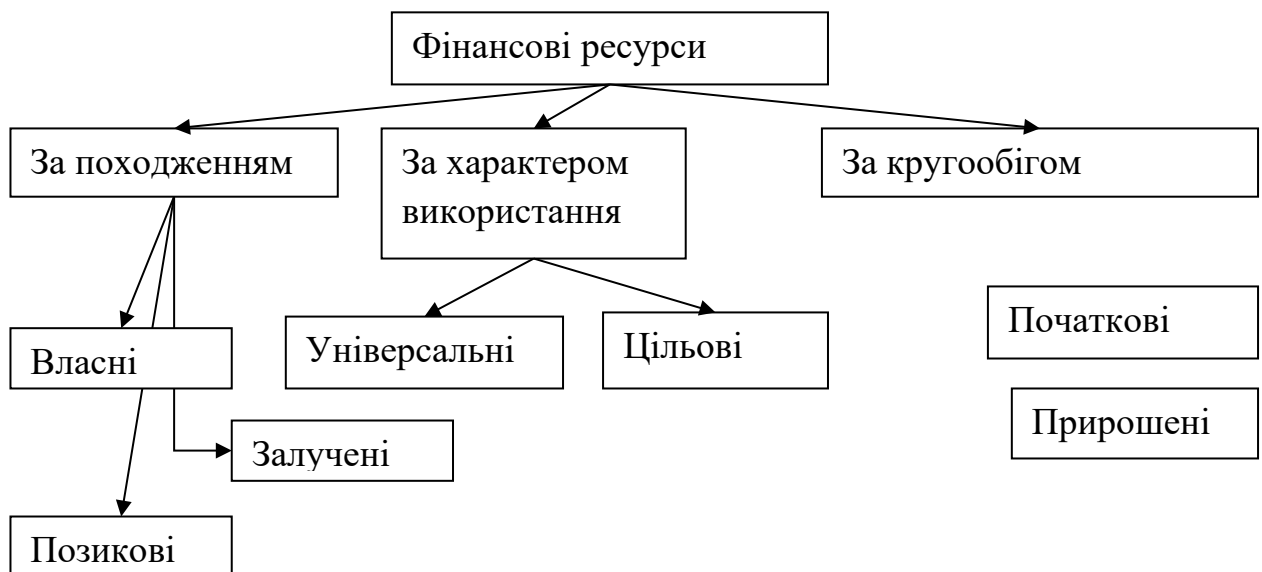 Фінансові ресурси
За походженням
За характером
використання
За кругообігом
Власні
Універсальні
Цільові
Початкові
Прирошені
Залучені
Позикові